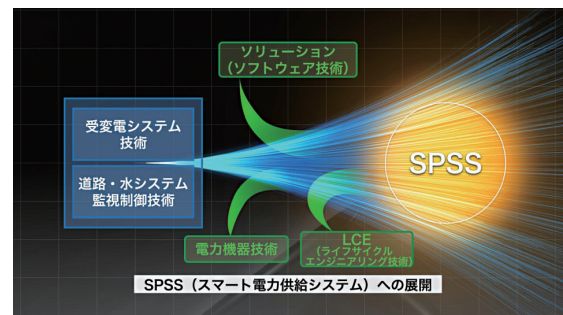 ソリューション
（ソフトウェア技術）
受変電システム
技術
道路・水システム
監視制御技術
SPSS
電力機器技術
LCE
（ライフサイクル
エンジニアリング技術）
SPSS（スマート電力供給システム）への展開